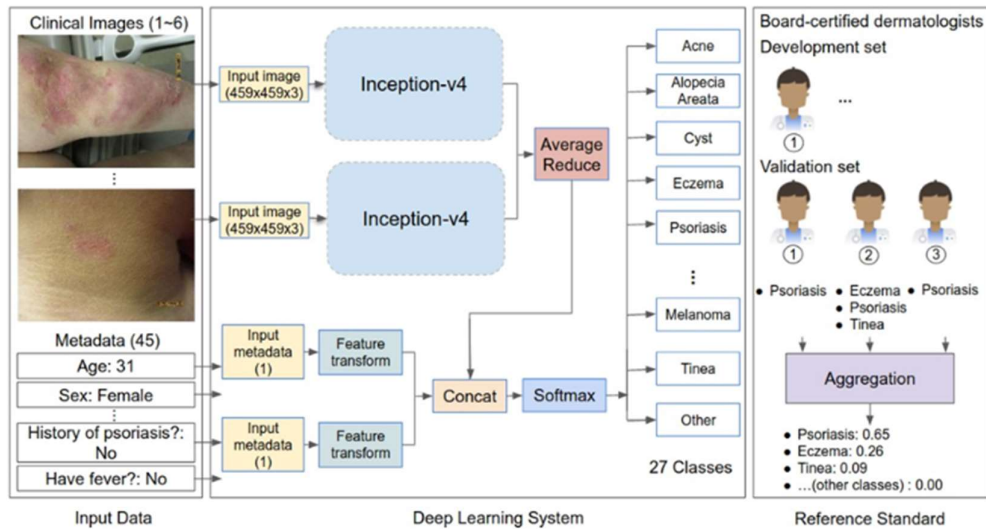 Clinical Images (1~6)
Metadata (45)
Age: 31
Sex: Female
History of psoriasis?:
No
Have fever?: No
Input Data
Input image
(459x459x3)
Inception-v4
Input image
(459x459x3)
Inception-v4
Average
Reduce
Input
metadata
(1)
Feature
transform
Input
metadata
(1)
Feature
transform
Concat
Softmax
Acne
Alopecia
Areata
Cyst
Eczema
Psoriasis
Melanoma
Tinea
Other
27 Classes
Deep Learning System
Board-certified dermatologists
Development set
1
...
Validation set
1
2
3
● Psoriasis
● Eczema
● Psoriasis
● Tinea
● Psoriasis
Aggregation
● Psoriasis: 0.65
● Eczema: 0.26
● Tinea: 0.09
● ...(other classes) : 0.00
Reference Standard